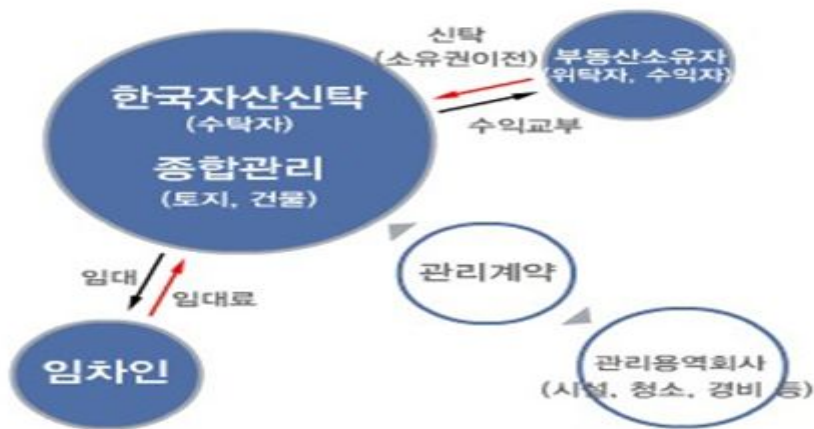 신탁
(소유권이전)
부동산소유자
(위탁자, 수익자)
한국자산신탁
(수탁자)
수익교부
종합관리
(토지, 건물)
관리계약
임대
임대료
임차인
관리용역회사
(시설, 청소, 경비 등)